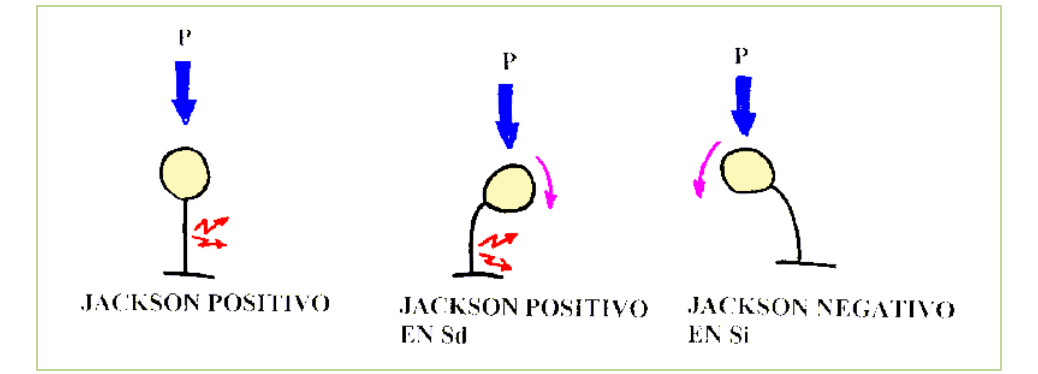 P
P
P
JACKSON POSITIVO
JACKSON POSITIVO
EN Sd
JACKSON NEGATIVO
EN Si